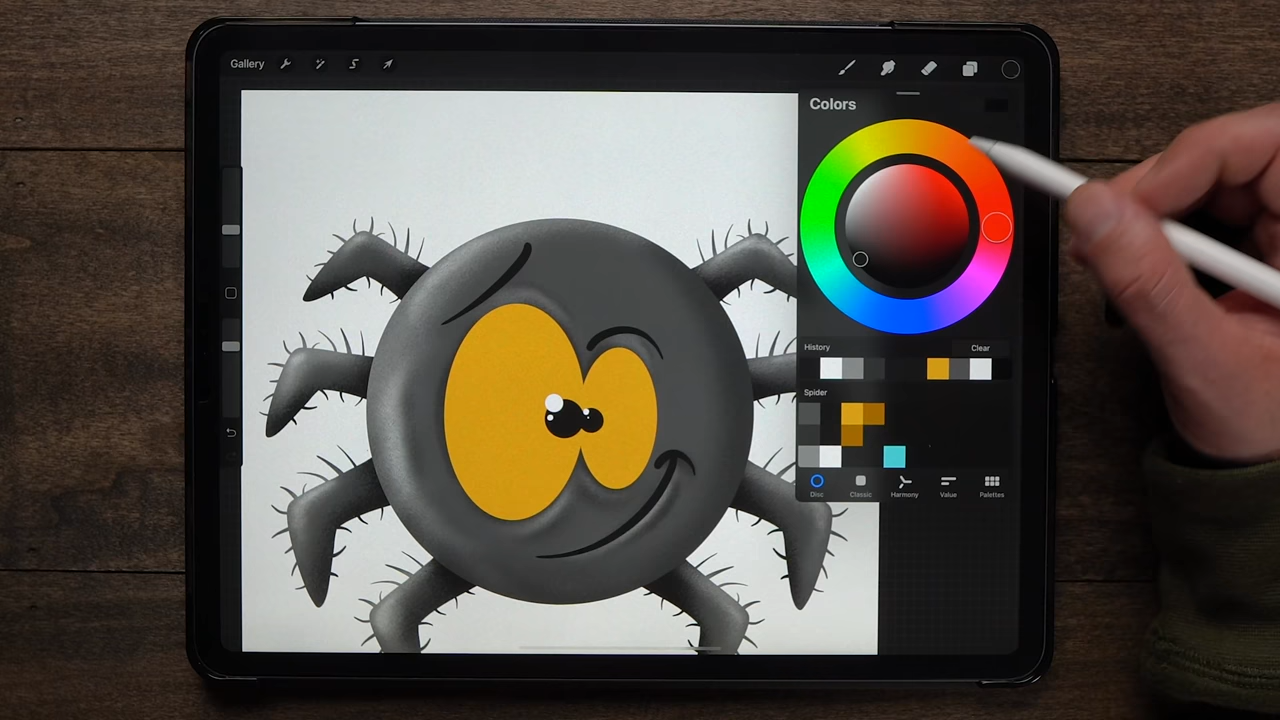 Gallery
Colors
History
Clear
Spider
Disc
Classic
Harmony
Value
Palettes